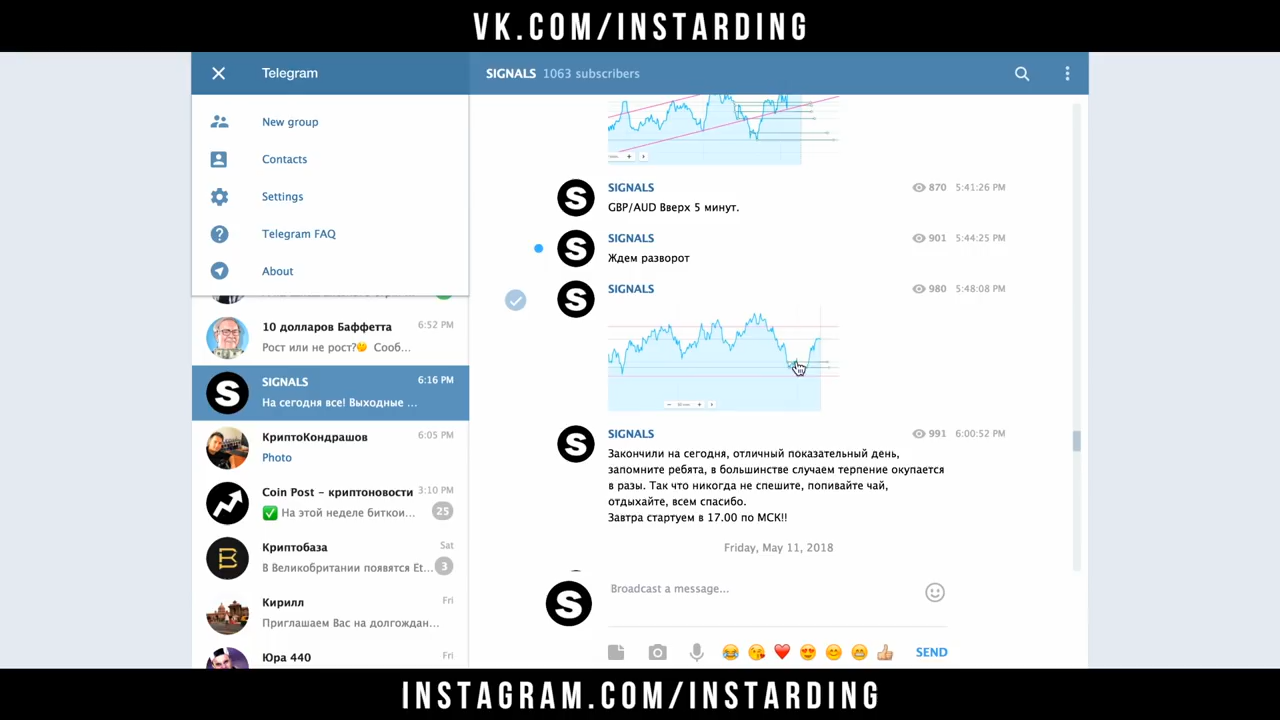 VK.COM/INSTARDING
Telegram
New group
Contacts
Settings
Telegram FAQ
About
10 долларов Баффетта 6:52 PM
Рост или не рост?🤔 Сооб...
SIGNALS 6:16 PM
На сегодня все! Выходные ...
КриптоКондрашов 6:05 PM
Photo
Coin Post – криптоновости 3:10 PM
✅ На этой неделе биткои... 25
Криптобаза Sat
В Великобритании появятся Et... 3
Кирилл Fri
Приглашаем Вас на долгождан...
Юра 440 Fri
SIGNALS 1063 subscribers
SIGNALS 870 5:41:26 PM
GBP/AUD Вверх 5 минут.
SIGNALS 901 5:44:25 PM
Ждем разворот
SIGNALS 980 5:48:08 PM
SIGNALS 991 6:00:52 PM
Закончили на сегодня, отличный показательный день,
запомните ребята, в большинстве случаем терпение окупается
в разы. Так что никогда не спешите, попивайте чай,
отдыхайте, всем спасибо.
Завтра стартуем в 17.00 по МСК!!
Friday, May 11, 2018
Broadcast a message...
SEND
INSTAGRAM.COM/INSTARDING